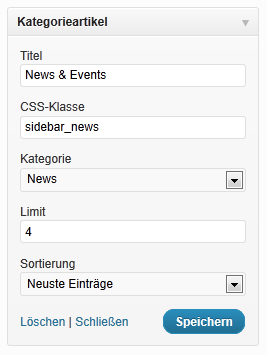 Kategorieartikel
Titel
News & Events
CSS-Klasse
sidebar_news
Kategorie
News
Limit
4
Sortierung
Neuste Einträge
Löschen | Schließen Speichern